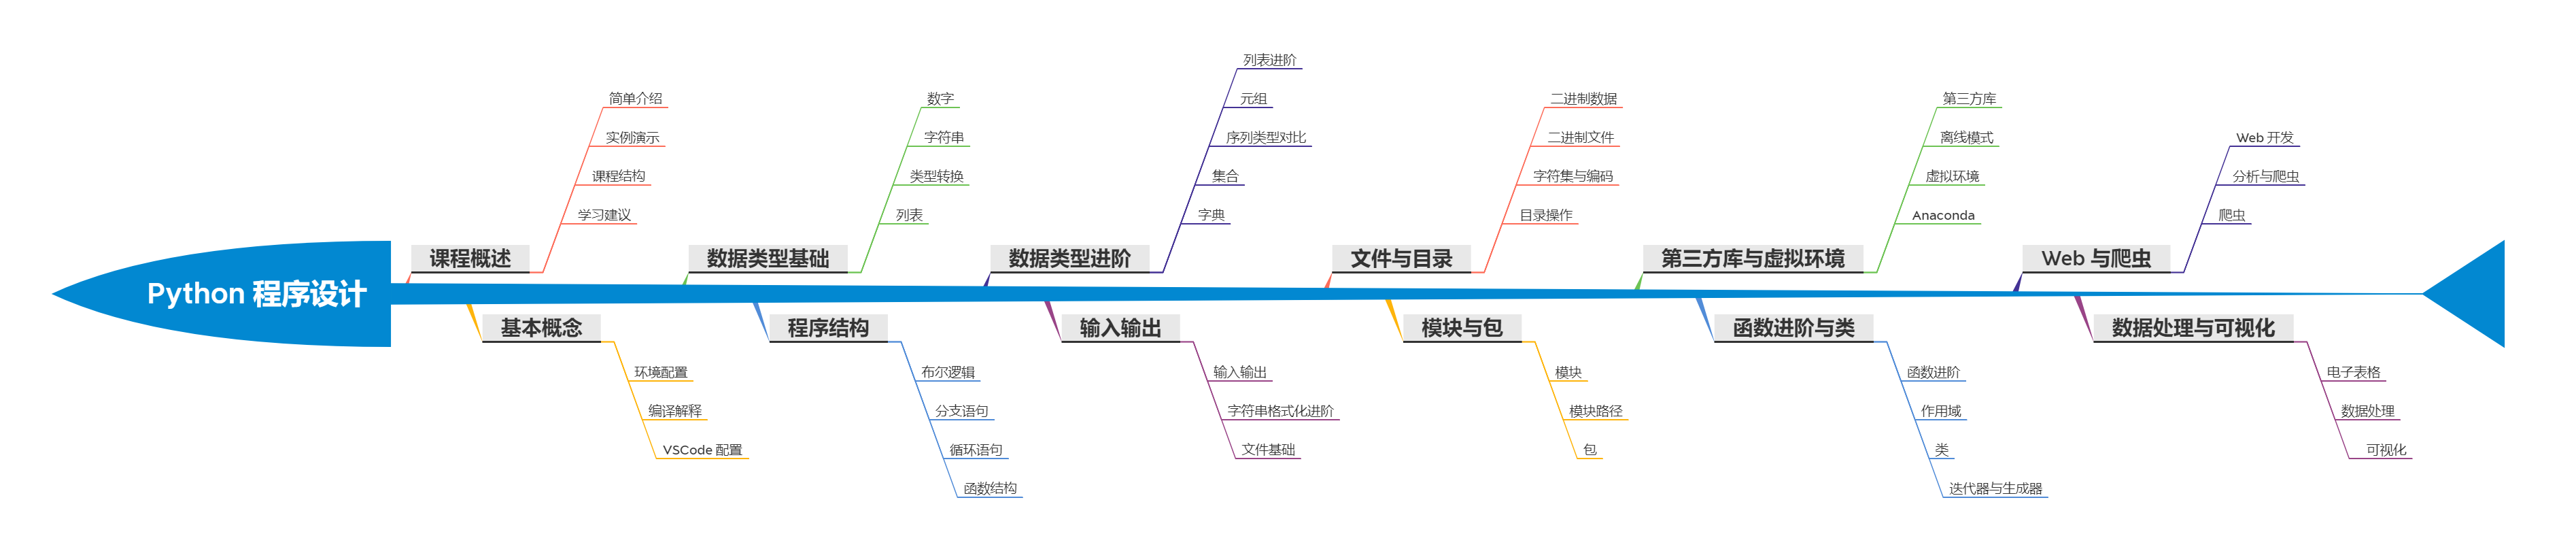 Python 程序设计
课程概述
简单介绍
实例演示
课程结构
学习建议
基本概念
环境配置
编译解释
VSCode 配置
数据类型基础
数字
字符串
类型转换
列表
程序结构
布尔逻辑
分支语句
循环语句
函数结构
数据类型进阶
列表进阶
元组
序列类型对比
集合
字典
输入输出
输入输出
字符串格式化进阶
文件基础
文件与目录
二进制数据
二进制文件
字符集与编码
目录操作
模块与包
模块
模块路径
包
第三方库与虚拟环境
第三方库
离线模式
虚拟环境
Anaconda
函数进阶与类
函数进阶
作用域
类
迭代器与生成器
Web 与爬虫
Web 开发
分析与爬虫
爬虫
数据处理与可视化
电子表格
数据处理
可视化